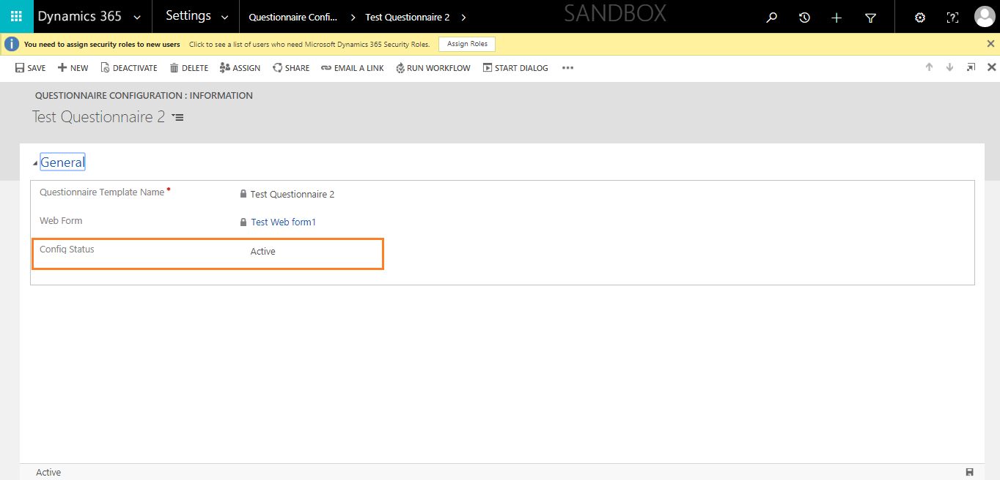 Dynamics 365 Settings Questionnaire Confi... Test Questionnaire 2 SANDBOX
You need to assign security roles to new users Click to see a list of users who need Microsoft Dynamics 365 Security Roles. Assign Roles
SAVE NEW DEACTIVATE DELETE ASSIGN SHARE EMAIL A LINK RUN WORKFLOW START DIALOG
QUESTIONNAIRE CONFIGURATION : INFORMATION
Test Questionnaire 2
General
Questionnaire Template Name * Test Questionnaire 2
Web Form Test Web form1
Config Status Active
Active